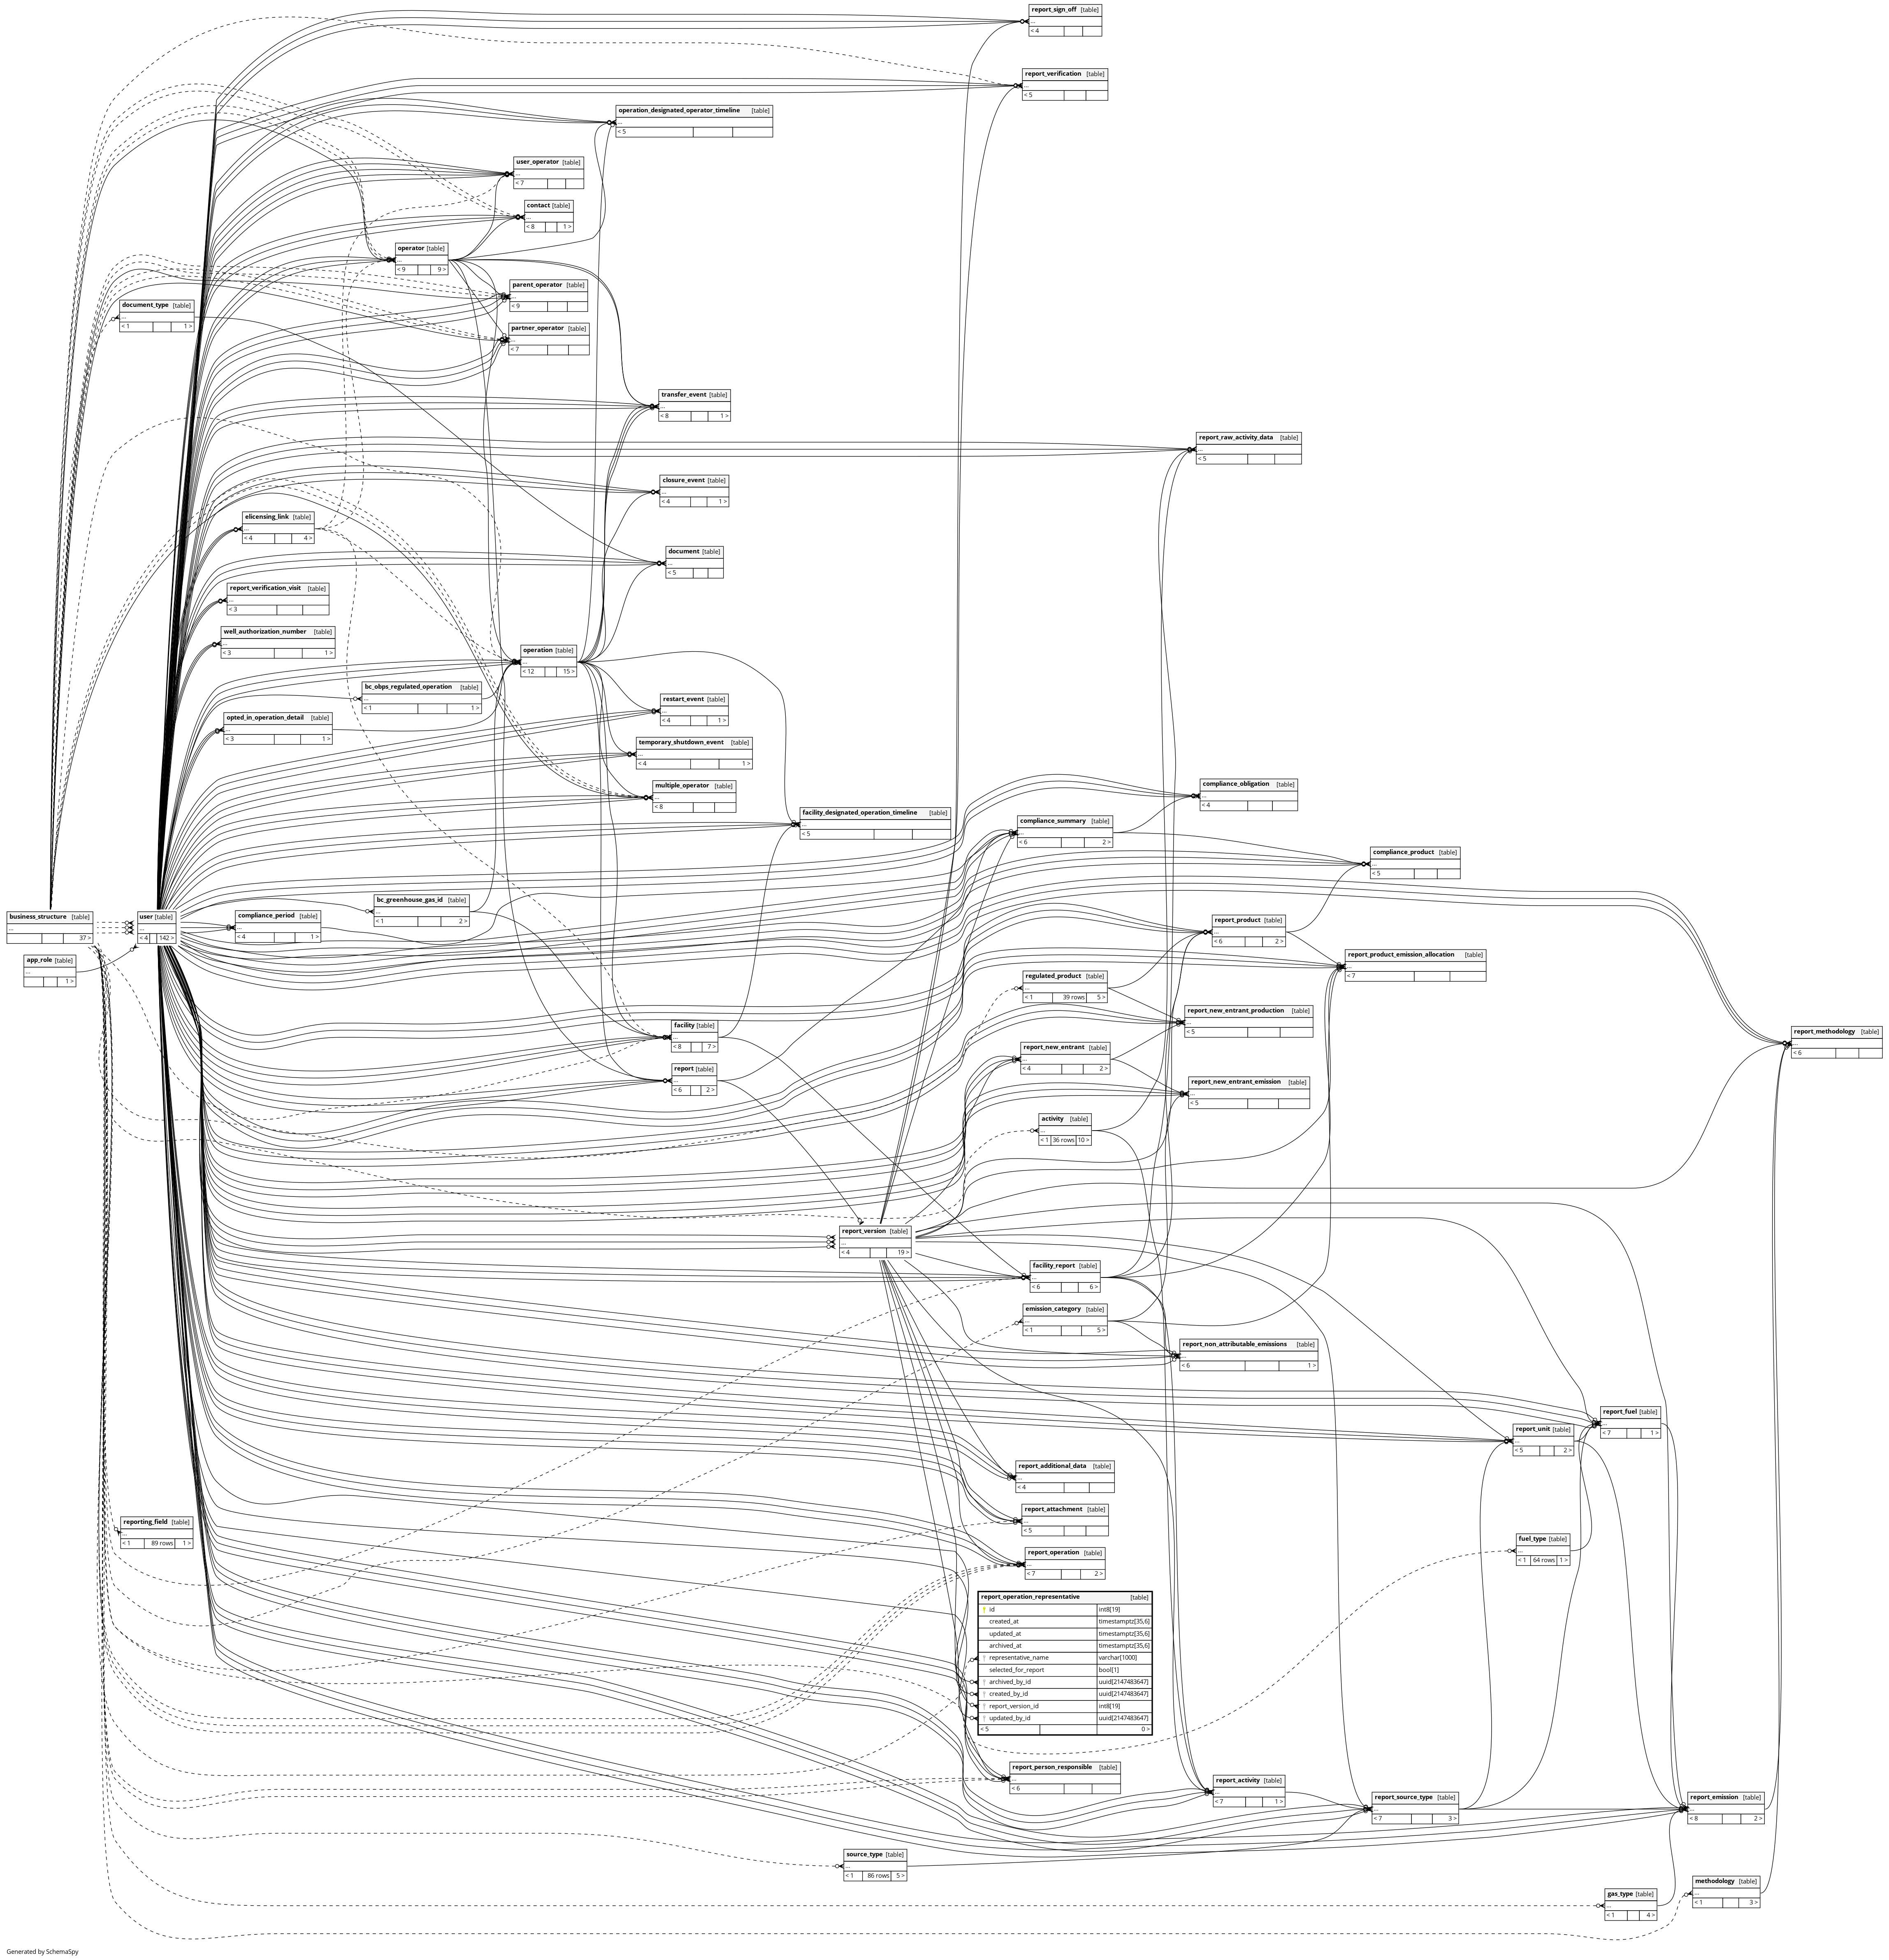 report_sign_off [table]
...
< 4
report_verification [table]
...
< 5
operation_designated_operator_timeline [table]
...
< 5
user_operator [table]
...
< 7
contact [table]
...
< 8 1 >
operator [table]
...
< 9 9 >
parent_operator [table]
...
< 9
document_type [table]
...
< 1 1 >
partner_operator [table]
...
< 7
transfer_event [table]
...
< 8 1 >
report_raw_activity_data [table]
...
< 5
closure_event [table]
...
< 4 1 >
elicensing_link [table]
...
< 4 4 >
document [table]
...
< 5
report_verification_visit [table]
...
< 3
well_authorization_number [table]
...
< 3 1 >
operation [table]
...
< 12 15 >
bc_obps_regulated_operation [table]
...
< 1 1 >
restart_event [table]
...
< 4 1 >
opted_in_operation_detail [table]
...
< 3 1 >
temporary_shutdown_event [table]
...
< 4 1 >
multiple_operator [table]
...
< 8
compliance_obligation [table]
...
< 4
facility_designated_operation_timeline [table]
...
< 5
compliance_summary [table]
...
< 6 2 >
compliance_product [table]
...
< 5
bc_greenhouse_gas_id [table]
...
< 1 2 >
business_structure [table]
...
37 >
user [table]
...
< 4 142 >
compliance_period [table]
...
< 4 1 >
report_product [table]
...
< 6 2 >
app_role [table]
...
1 >
report_product_emission_allocation [table]
...
< 7
regulated_product [table]
...
< 1 39 rows 5 >
report_new_entrant_production [table]
...
< 5
facility [table]
...
< 8 7 >
report_methodology [table]
...
< 6
report_new_entrant [table]
...
< 4 2 >
report [table]
...
< 6 2 >
report_new_entrant_emission [table]
...
< 5
activity [table]
...
< 1 36 rows 10 >
report_version [table]
...
< 4 19 >
facility_report [table]
...
< 6 6 >
emission_category [table]
...
< 1 5 >
report_non_attributable_emissions [table]
...
< 6 1 >
report_fuel [table]
...
< 7 1 >
report_unit [table]
...
< 5 2 >
report_additional_data [table]
...
< 4
report_attachment [table]
...
< 5
reporting_field [table]
...
< 1 89 rows 1 >
fuel_type [table]
...
< 1 64 rows 1 >
report_operation [table]
...
< 7 2 >
report_operation_representative [table]
id int8[19]
created_at timestamptz[35,6]
updated_at timestamptz[35,6]
archived_at timestamptz[35,6]
representative_name varchar[1000]
selected_for_report bool[1]
archived_by_id uuid[2147483647]
created_by_id uuid[2147483647]
report_version_id int8[19]
updated_by_id uuid[2147483647]
< 5 0 >
report_person_responsible [table]
...
< 6
report_activity [table]
...
< 7 1 >
report_source_type [table]
...
< 7 3 >
report_emission [table]
...
< 8 2 >
source_type [table]
...
< 1 86 rows 5 >
methodology [table]
...
< 1 3 >
gas_type [table]
...
< 1 4 >
Generated by SchemaSpy